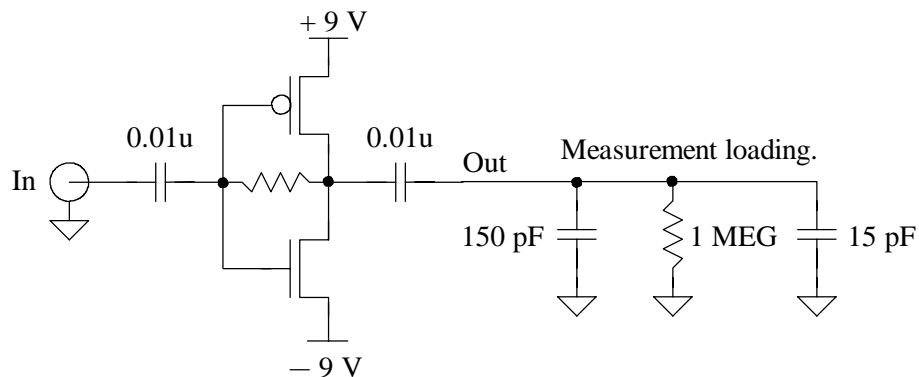 + 9 V
0.01u
0.01u
In
Out
Measurement loading.
150 pF
1 MEG
15 pF
− 9 V